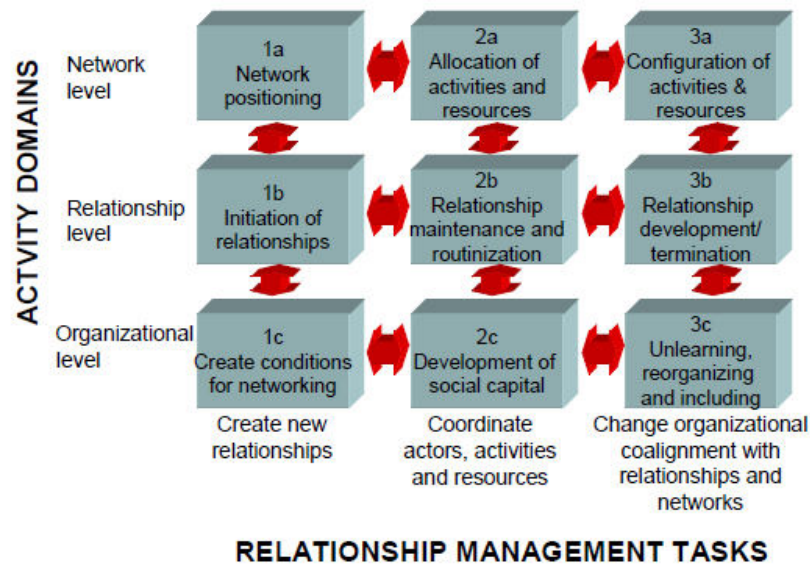 ACTVITY DOMAINS
Network
level
1a
Network
positioning
2a
Allocation of
activities and
resources
3a
Configuration of
activities &
resources
Relationship
level
1b
Initiation of
relationships
2b
Relationship
maintenance and
routinization
3b
Relationship
development/
termination
Organizational
level
1c
Create conditions
for networking
2c
Development of
social capital
3c
Unlearning,
reorganizing
and including
Create new
relationships
Coordinate
actors, activities
and resources
Change organizational
coalignment with
relationships and
networks
RELATIONSHIP MANAGEMENT TASKS